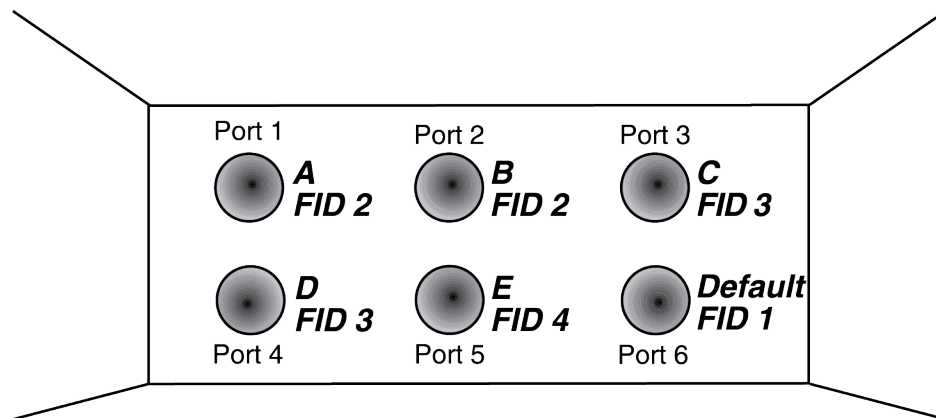 Port 1
A
FID 2
Port 2
B
FID 2
Port 3
C
FID 3
D
FID 3
Port 4
E
FID 4
Port 5
Default
FID 1
Port 6